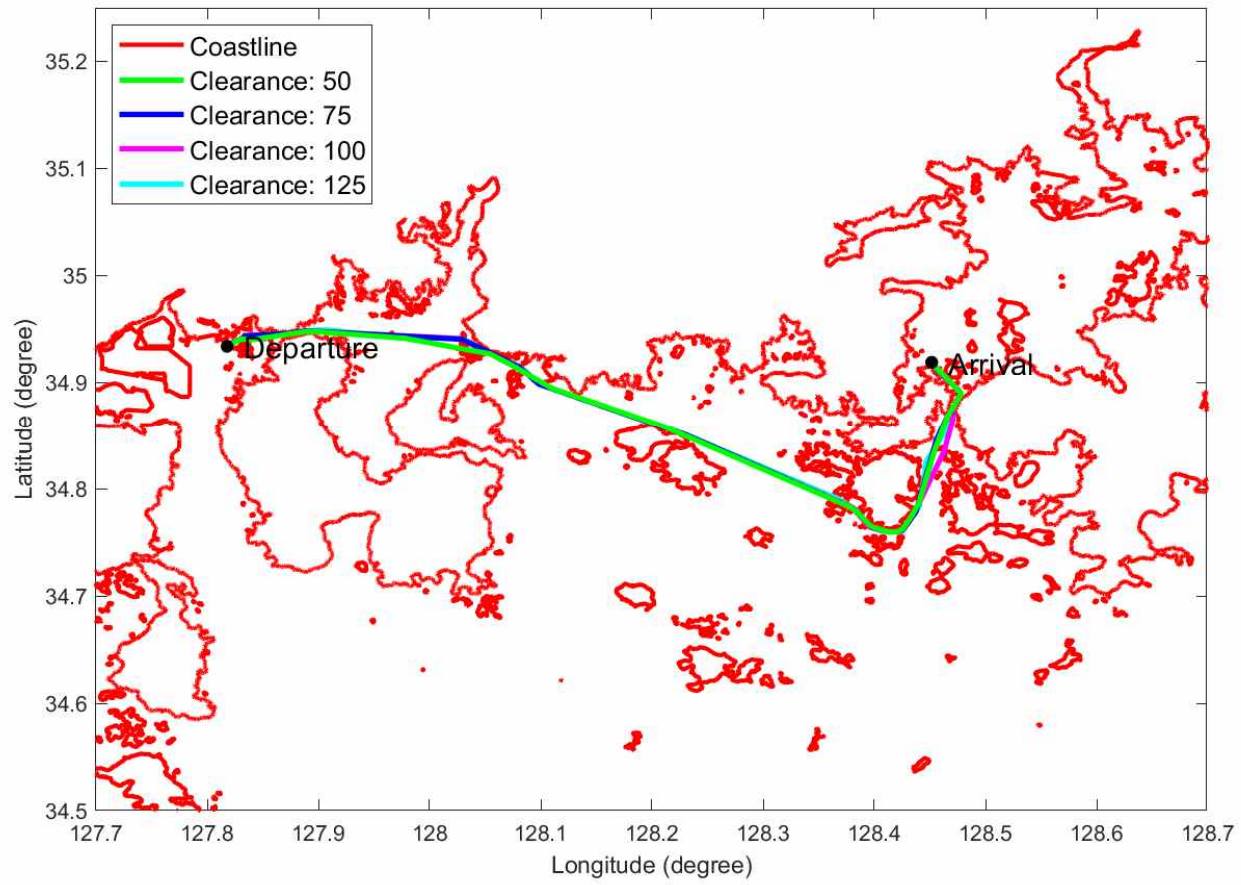 Coastline
Clearance: 50
Clearance: 75
Clearance: 100
Clearance: 125
35.2
35.1
35
34.9
34.8
34.7
34.6
34.5
Latitude (degree)
Departure
Arrival
127.7 127.8 127.9 128 128.1 128.2 128.3 128.4 128.5 128.6 128.7
Longitude (degree)